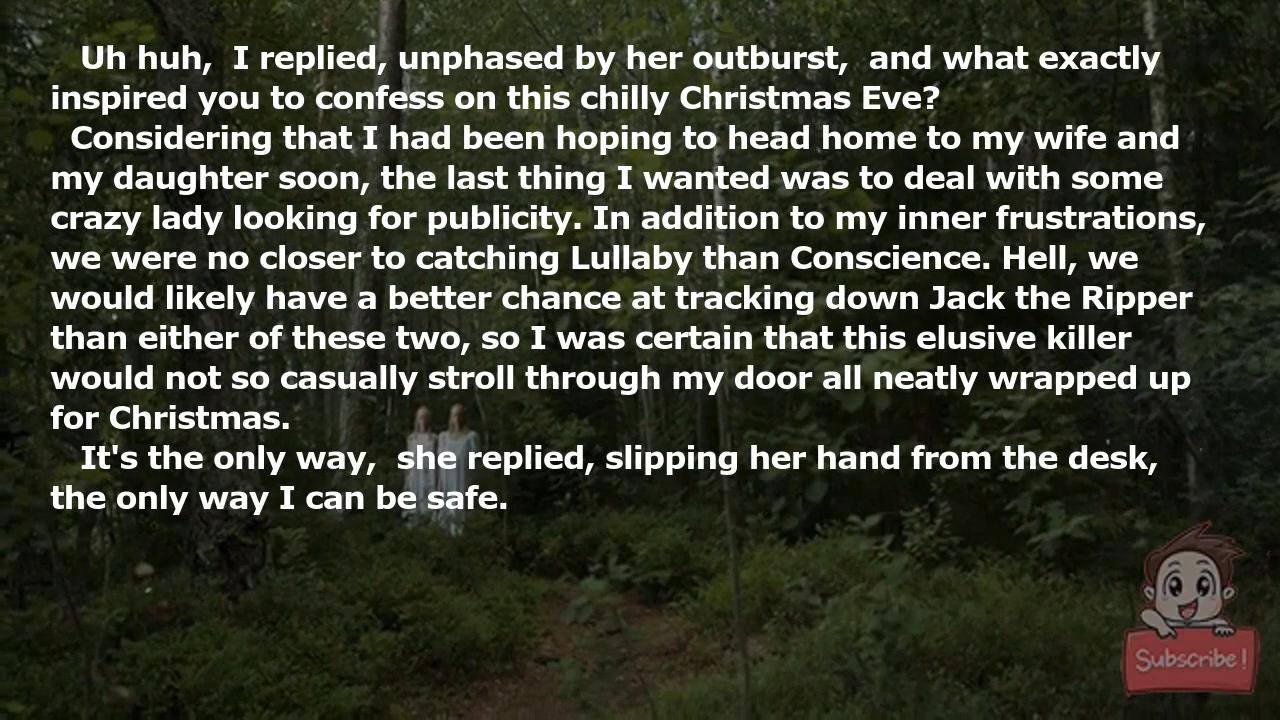 Uh huh,  I replied, unphased by her outburst,  and what exactly
inspired you to confess on this chilly Christmas Eve?
Considering that I had been hoping to head home to my wife and
my daughter soon, the last thing I wanted was to deal with some
crazy lady looking for publicity. In addition to my inner frustrations,
we were no closer to catching Lullaby than Conscience. Hell, we
would likely have a better chance at tracking down Jack the Ripper
than either of these two, so I was certain that this elusive killer
would not so casually stroll through my door all neatly wrapped up
for Christmas.
It's the only way,  she replied, slipping her hand from the desk,
the only way I can be safe.
Subscribe!